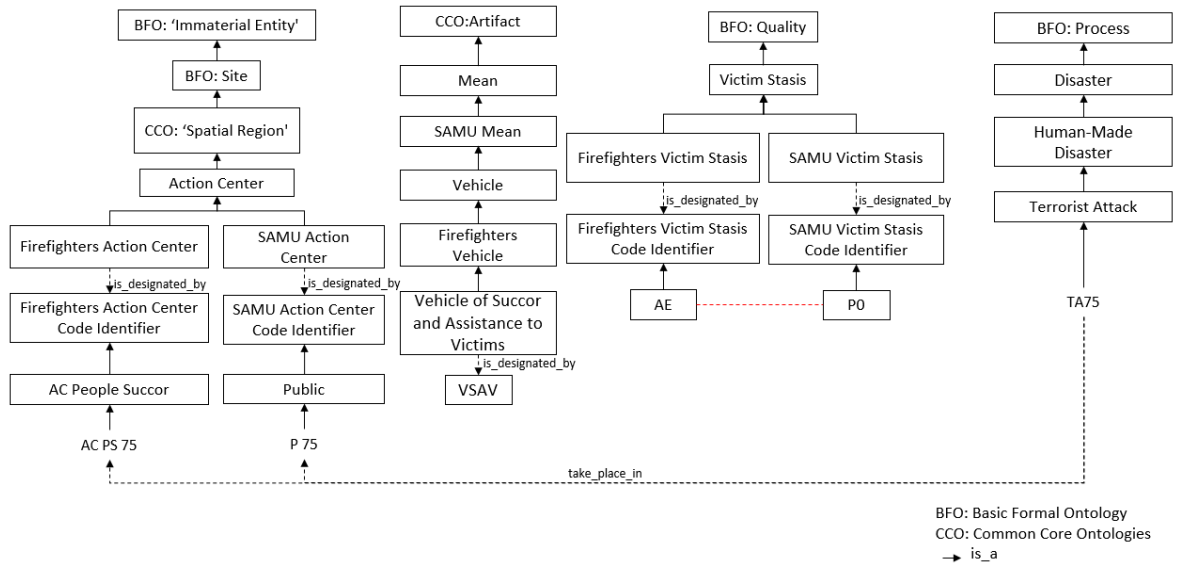 BFO: ‘Immaterial Entity'
BFO: Site
CCO: ‘Spatial Region'
Action Center
Firefighters Action Center
SAMU Action
Center
is_designated_by
is_designated_by
Firefighters Action Center
Code Identifier
SAMU Action Center
Code Identifier
AC People Succor
Public
AC PS 75
P 75
CCO:Artifact
Mean
SAMU Mean
Vehicle
Firefighters
Vehicle
Vehicle of Succor
and Assistance to
Victims
is_designated_by
VSAV
BFO: Quality
Victim Stasis
Firefighters Victim Stasis
SAMU Victim Stasis
is_designated_by
is_designated_by
Firefighters Victim Stasis
Code Identifier
SAMU Victim Stasis
Code Identifier
AE
P0
BFO: Process
Disaster
Human-Made
Disaster
Terrorist Attack
TA75
take_place_in
BFO: Basic Formal Ontology
CCO: Common Core Ontologies
is_a